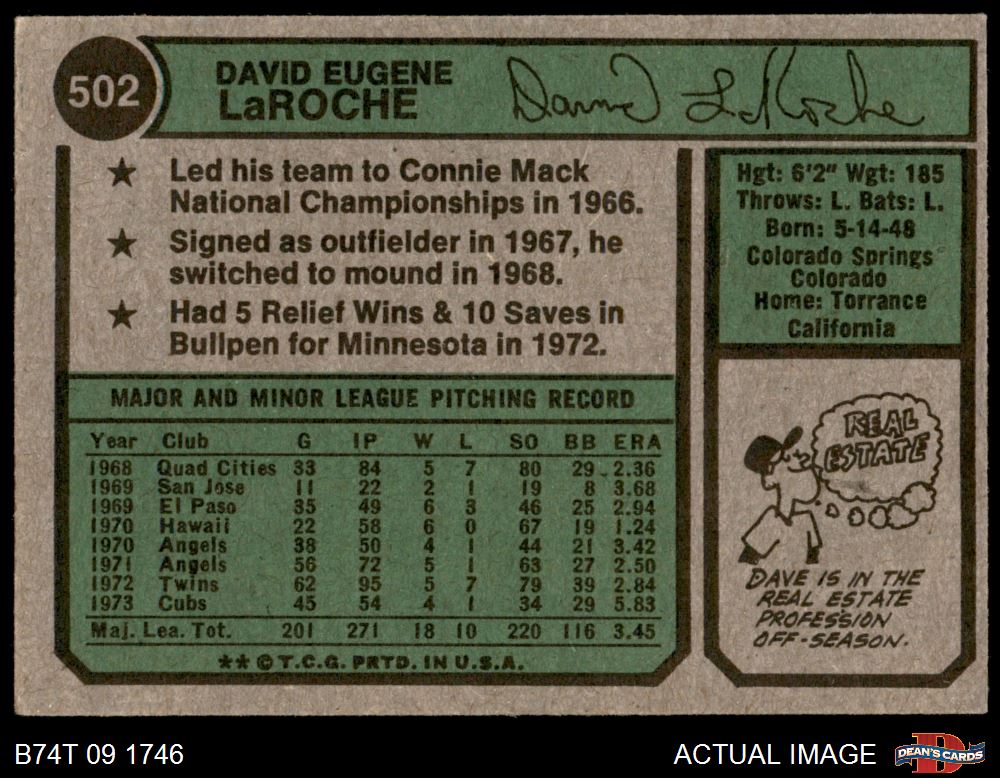 502
DAVID EUGENE
LaROCHE
David LaRoche
★ Led his team to Connie Mack
National Championships in 1966.
★ Signed as outfielder in 1967, he
switched to mound in 1968.
★ Had 5 Relief Wins & 10 Saves in
Bullpen for Minnesota in 1972.
Hgt: 6'2" Wgt: 185
Throws: L. Bats: L.
Born: 5-14-48
Colorado Springs
Colorado
Home: Torrance
California
MAJOR AND MINOR LEAGUE PITCHING RECORD
Year Club G IP W L SO BB ERA
1968 Quad Cities 33 84 5 7 80 29 2.36
1969 San Jose 11 22 2 1 19 8 3.68
1969 El Paso 35 49 6 3 46 25 2.94
1970 Hawaii 22 58 6 0 67 19 1.24
1970 Angels 38 50 4 1 44 21 3.42
1971 Angels 56 72 5 1 63 27 2.50
1972 Twins 62 95 5 7 79 39 2.84
1973 Cubs 45 54 4 1 34 29 5.83
Maj. Lea. Tot. 201 271 18 10 220 116 3.45
** © T.C.G. PRTD. IN U.S.A.
REAL
ESTATE
DAVE IS IN THE
REAL ESTATE
PROFESSION
OFF-SEASON.
B74T 09 1746
ACTUAL IMAGE
DEAN'S CARDS